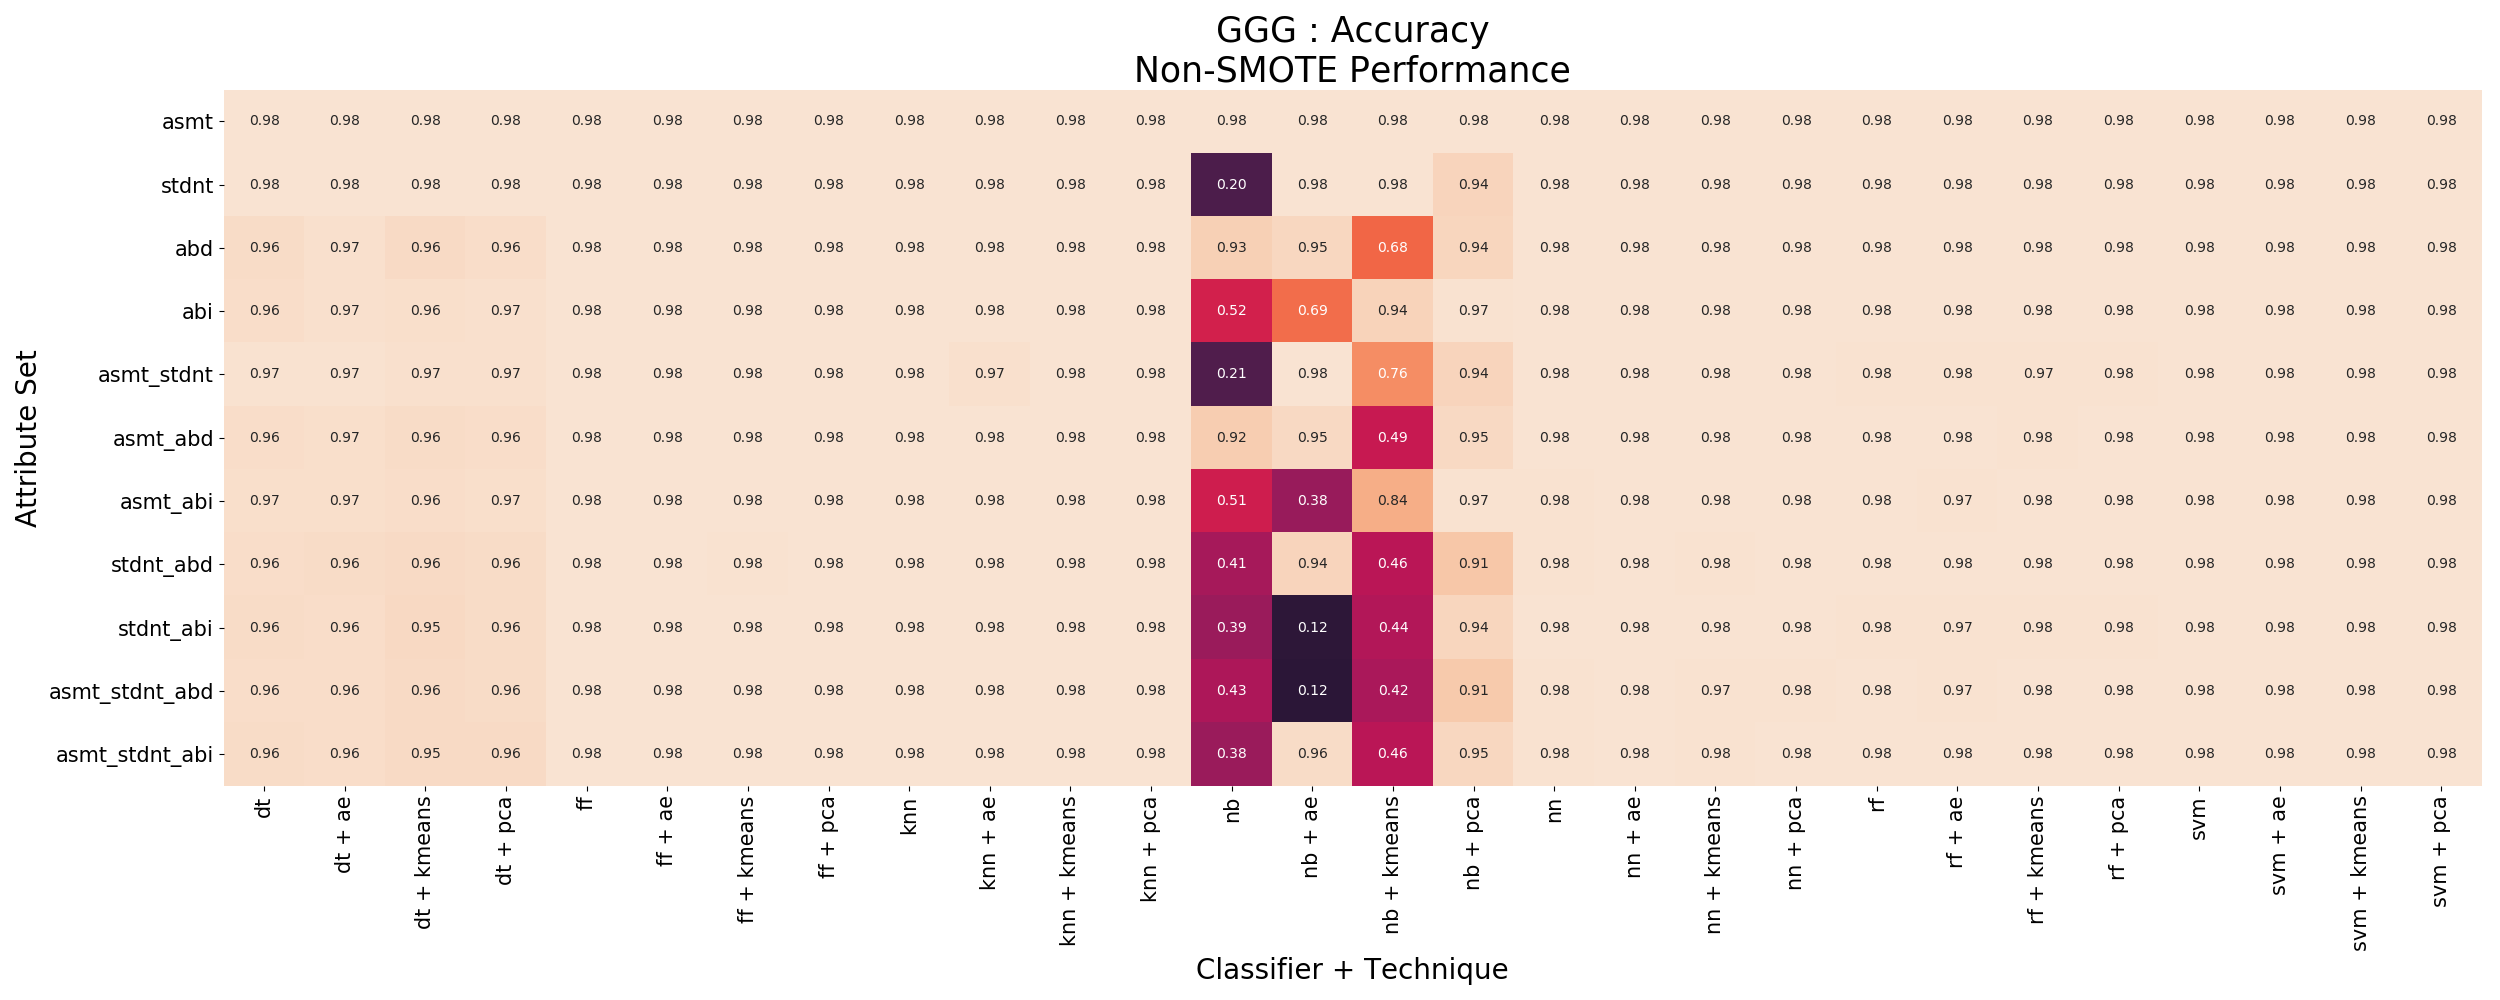 GGG : Accuracy
Non-SMOTE Performance
Attribute Set
asmt 0.98 0.98 0.98 0.98 0.98 0.98 0.98 0.98 0.98 0.98 0.98 0.98 0.98 0.98 0.98 0.98 0.98 0.98 0.98 0.98 0.98 0.98 0.98 0.98 0.98 0.98 0.98 0.98
stdnt 0.98 0.98 0.98 0.98 0.98 0.98 0.98 0.98 0.98 0.98 0.98 0.98 0.20 0.98 0.98 0.94 0.98 0.98 0.98 0.98 0.98 0.98 0.98 0.98 0.98 0.98 0.98 0.98
abd 0.96 0.97 0.96 0.96 0.98 0.98 0.98 0.98 0.98 0.98 0.98 0.98 0.93 0.95 0.68 0.94 0.98 0.98 0.98 0.98 0.98 0.98 0.98 0.98 0.98 0.98 0.98 0.98
abi 0.96 0.97 0.96 0.97 0.98 0.98 0.98 0.98 0.98 0.98 0.98 0.98 0.52 0.69 0.94 0.97 0.98 0.98 0.98 0.98 0.98 0.98 0.98 0.98 0.98 0.98 0.98 0.98
asmt_stdnt 0.97 0.97 0.97 0.97 0.98 0.98 0.98 0.98 0.98 0.97 0.98 0.98 0.21 0.98 0.76 0.94 0.98 0.98 0.98 0.98 0.98 0.98 0.97 0.98 0.98 0.98 0.98 0.98
asmt_abd 0.96 0.97 0.96 0.96 0.98 0.98 0.98 0.98 0.98 0.98 0.98 0.98 0.92 0.95 0.49 0.95 0.98 0.98 0.98 0.98 0.98 0.98 0.98 0.98 0.98 0.98 0.98 0.98
asmt_abi 0.97 0.97 0.96 0.97 0.98 0.98 0.98 0.98 0.98 0.98 0.98 0.98 0.51 0.38 0.84 0.97 0.98 0.98 0.98 0.98 0.98 0.97 0.98 0.98 0.98 0.98 0.98 0.98
stdnt_abd 0.96 0.96 0.96 0.96 0.98 0.98 0.98 0.98 0.98 0.98 0.98 0.98 0.41 0.94 0.46 0.91 0.98 0.98 0.98 0.98 0.98 0.98 0.98 0.98 0.98 0.98 0.98 0.98
stdnt_abi 0.96 0.96 0.95 0.96 0.98 0.98 0.98 0.98 0.98 0.98 0.98 0.98 0.39 0.12 0.44 0.94 0.98 0.98 0.98 0.98 0.98 0.97 0.98 0.98 0.98 0.98 0.98 0.98
asmt_stdnt_abd 0.96 0.96 0.96 0.96 0.98 0.98 0.98 0.98 0.98 0.98 0.98 0.98 0.43 0.12 0.42 0.91 0.98 0.98 0.97 0.98 0.98 0.97 0.98 0.98 0.98 0.98 0.98 0.98
asmt_stdnt_abi 0.96 0.96 0.95 0.96 0.98 0.98 0.98 0.98 0.98 0.98 0.98 0.98 0.38 0.96 0.46 0.95 0.98 0.98 0.98 0.98 0.98 0.98 0.98 0.98 0.98 0.98 0.98 0.98
dt
dt + ae
dt + kmeans
dt + pca
ff
ff + ae
ff + kmeans
ff + pca
knn
knn + ae
knn + kmeans
knn + pca
nb
nb + ae
nb + kmeans
nb + pca
nn
nn + ae
nn + kmeans
nn + pca
rf
rf + ae
rf + kmeans
rf + pca
svm
svm + ae
svm + kmeans
svm + pca
Classifier + Technique